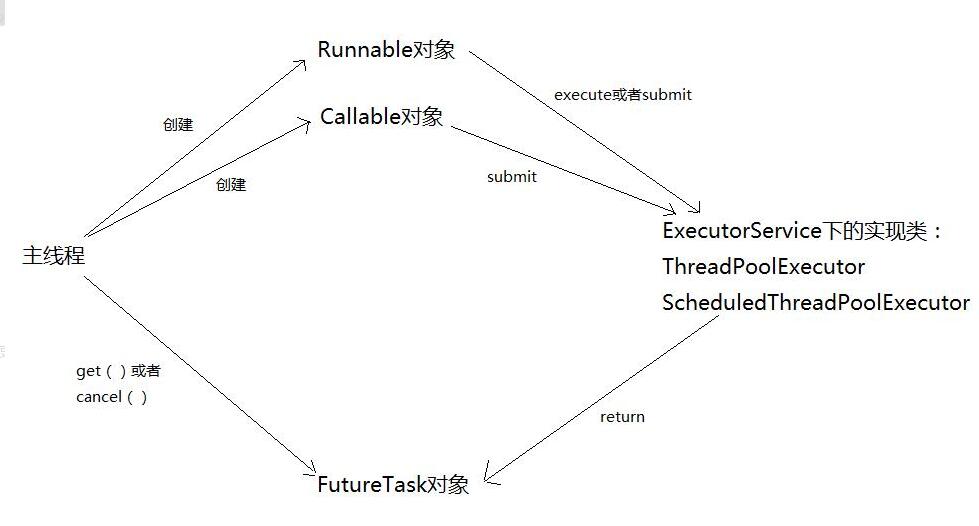 Runnable对象
execute或者submit
Callable对象
创建
创建
submit
ExecutorService下的实现类：
主线程
ThreadPoolExecutor
ScheduledThreadPoolExecutor
get（）或者
cancel（）
return
FutureTask对象